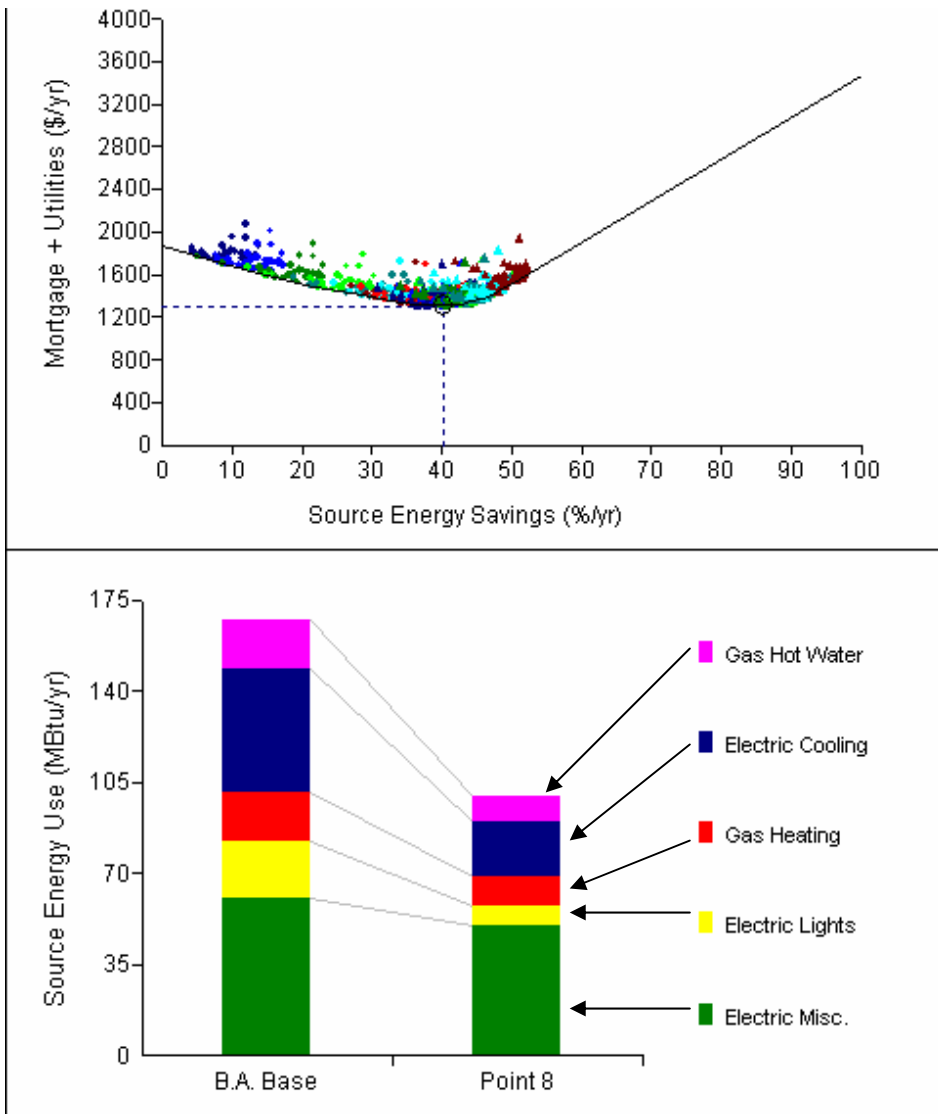 4000
3600
3200
2800
2400
2000
1600
1200
800
400
0
Mortgage + Utilities ($/yr)
0 10 20 30 40 50 60 70 80 90 100
Source Energy Savings (%/yr)
175
140
105
70
35
0
Source Energy Use (MBtu/yr)
B.A. Base Point 8
Gas Hot Water
Electric Cooling
Gas Heating
Electric Lights
Electric Misc.